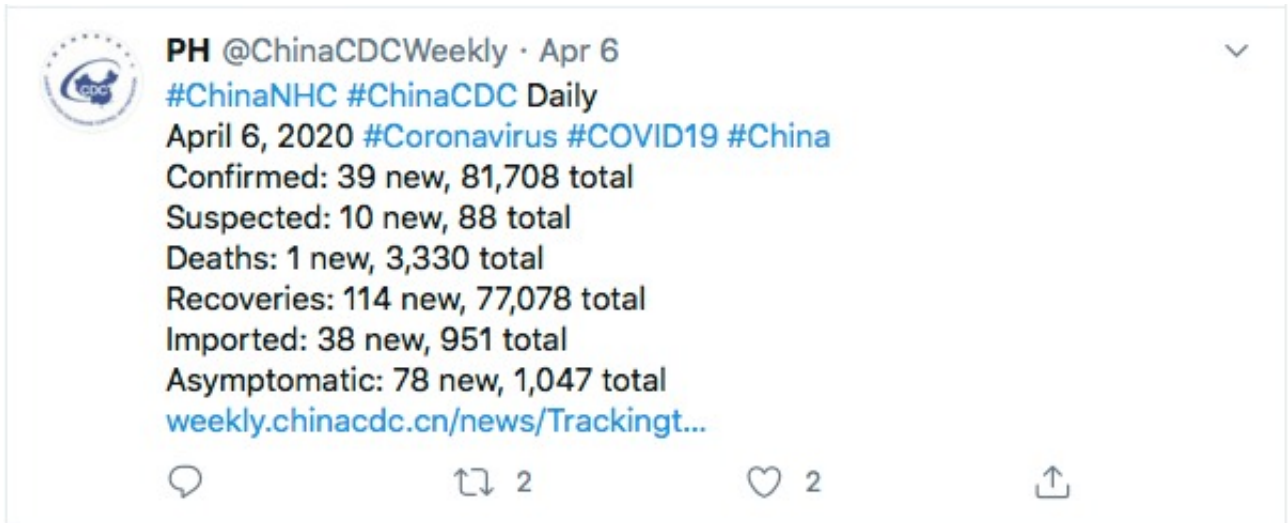 PH @ChinaCDCWeekly · Apr 6
#ChinaNHC #ChinaCDC Daily
April 6, 2020 #Coronavirus #COVID19 #China
Confirmed: 39 new, 81,708 total
Suspected: 10 new, 88 total
Deaths: 1 new, 3,330 total
Recoveries: 114 new, 77,078 total
Imported: 38 new, 951 total
Asymptomatic: 78 new, 1,047 total
weekly.chinacdc.cn/news/Trackingt...
2 2
CDC